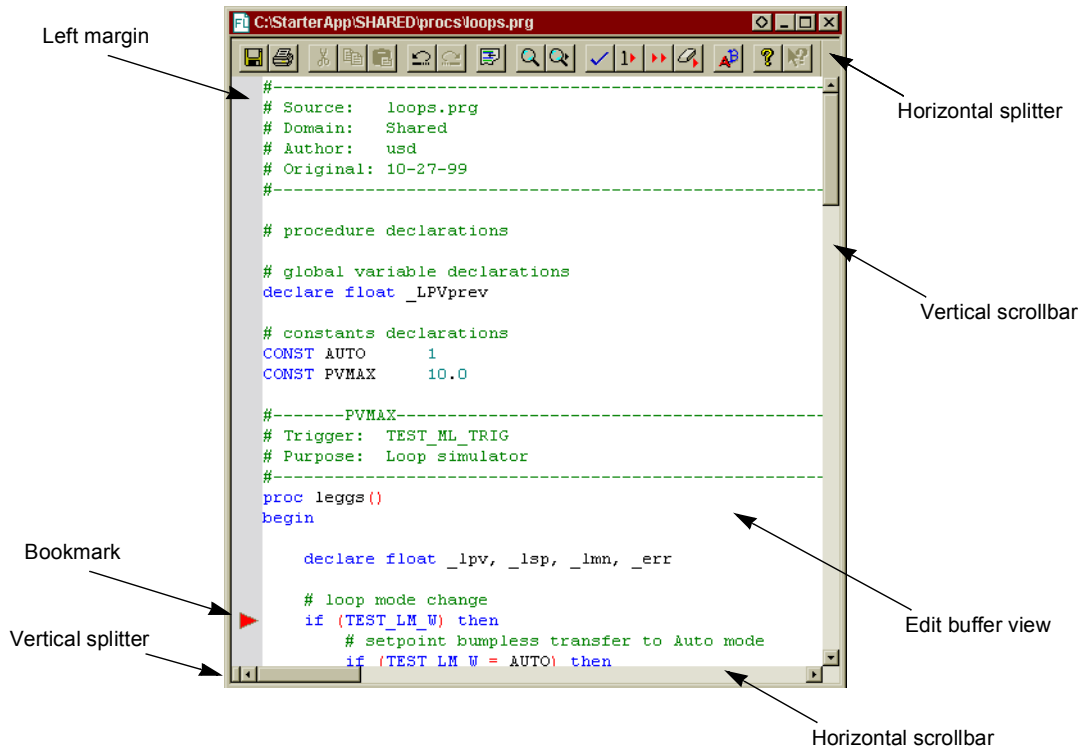 FL C:\StarterApp\SHARED\procs\loops.prg
Left margin
Horizontal splitter
#-----------------------------------------------------
# Source:   loops.prg
# Domain:   Shared
# Author:   usd
# Original: 10-27-99
#-----------------------------------------------------
# procedure declarations
# global variable declarations
declare float _LPVprev
Vertical scrollbar
# constants declarations
CONST AUTO      1
CONST PVMAX     10.0
#-------PVMAX-----------------------------------------
# Trigger:  TEST_ML_TRIG
# Purpose:  Loop simulator
#-----------------------------------------------------
proc leggs()
begin
Bookmark
    declare float _lpv, _lsp, _lmn, _err
    # loop mode change
    if (TEST_LM_W) then
Edit buffer view
Vertical splitter
        # setpoint bumpless transfer to Auto mode
        if (TEST_LM_W = AUTO) then
Horizontal scrollbar